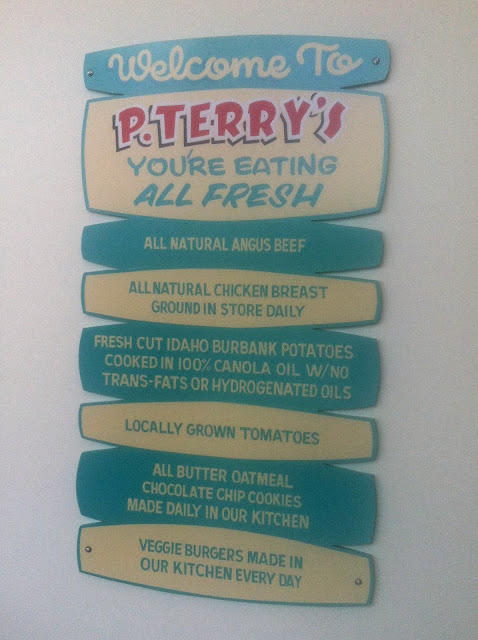 Welcome To
P. TERRY'S
YOU'RE EATING
ALL FRESH
ALL NATURAL ANGUS BEEF
ALL NATURAL CHICKEN BREAST
GROUND IN STORE DAILY
FRESH CUT IDAHO BURBANK POTATOES
COOKED IN 100% CANOLA OIL W/NO
TRANS-FATS OR HYDROGENATED OILS
LOCALLY GROWN TOMATOES
ALL BUTTER OATMEAL
CHOCOLATE CHIP COOKIES
MADE DAILY IN OUR KITCHEN
VEGGIE BURGERS MADE IN
OUR KITCHEN EVERY DAY